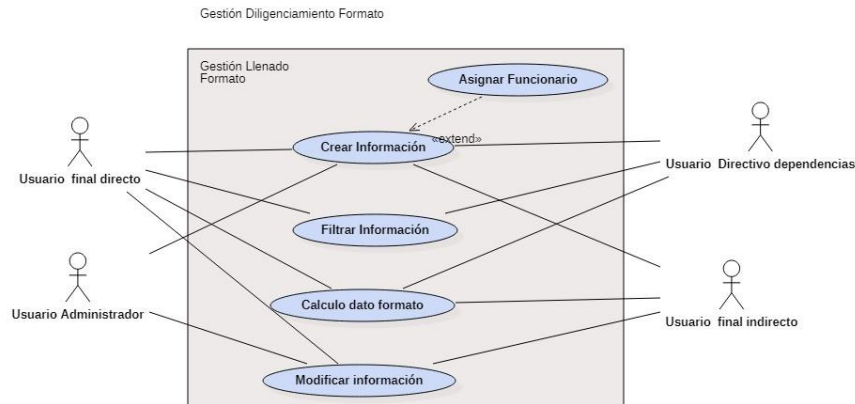 Gestión Diligenciamiento Formato
Gestión Llenado
Formato
Asignar Funcionario
«extend»
Crear Información
Usuario final directo
Usuario Directivo dependencias
Filtrar Información
Calculo dato formato
Usuario Administrador
Usuario final indirecto
Modificar información